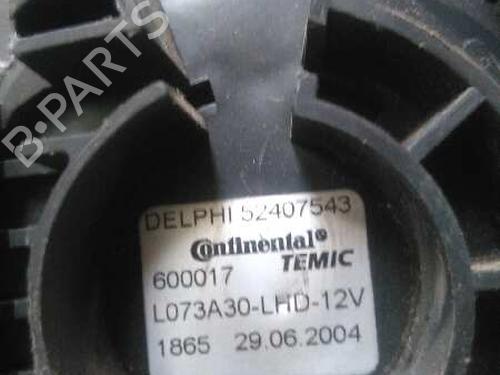 B-PARTS
DELPHI 52407543
Continental®
TEMIC
600017
L073A30-LHD-12V
1865 29.06.2004